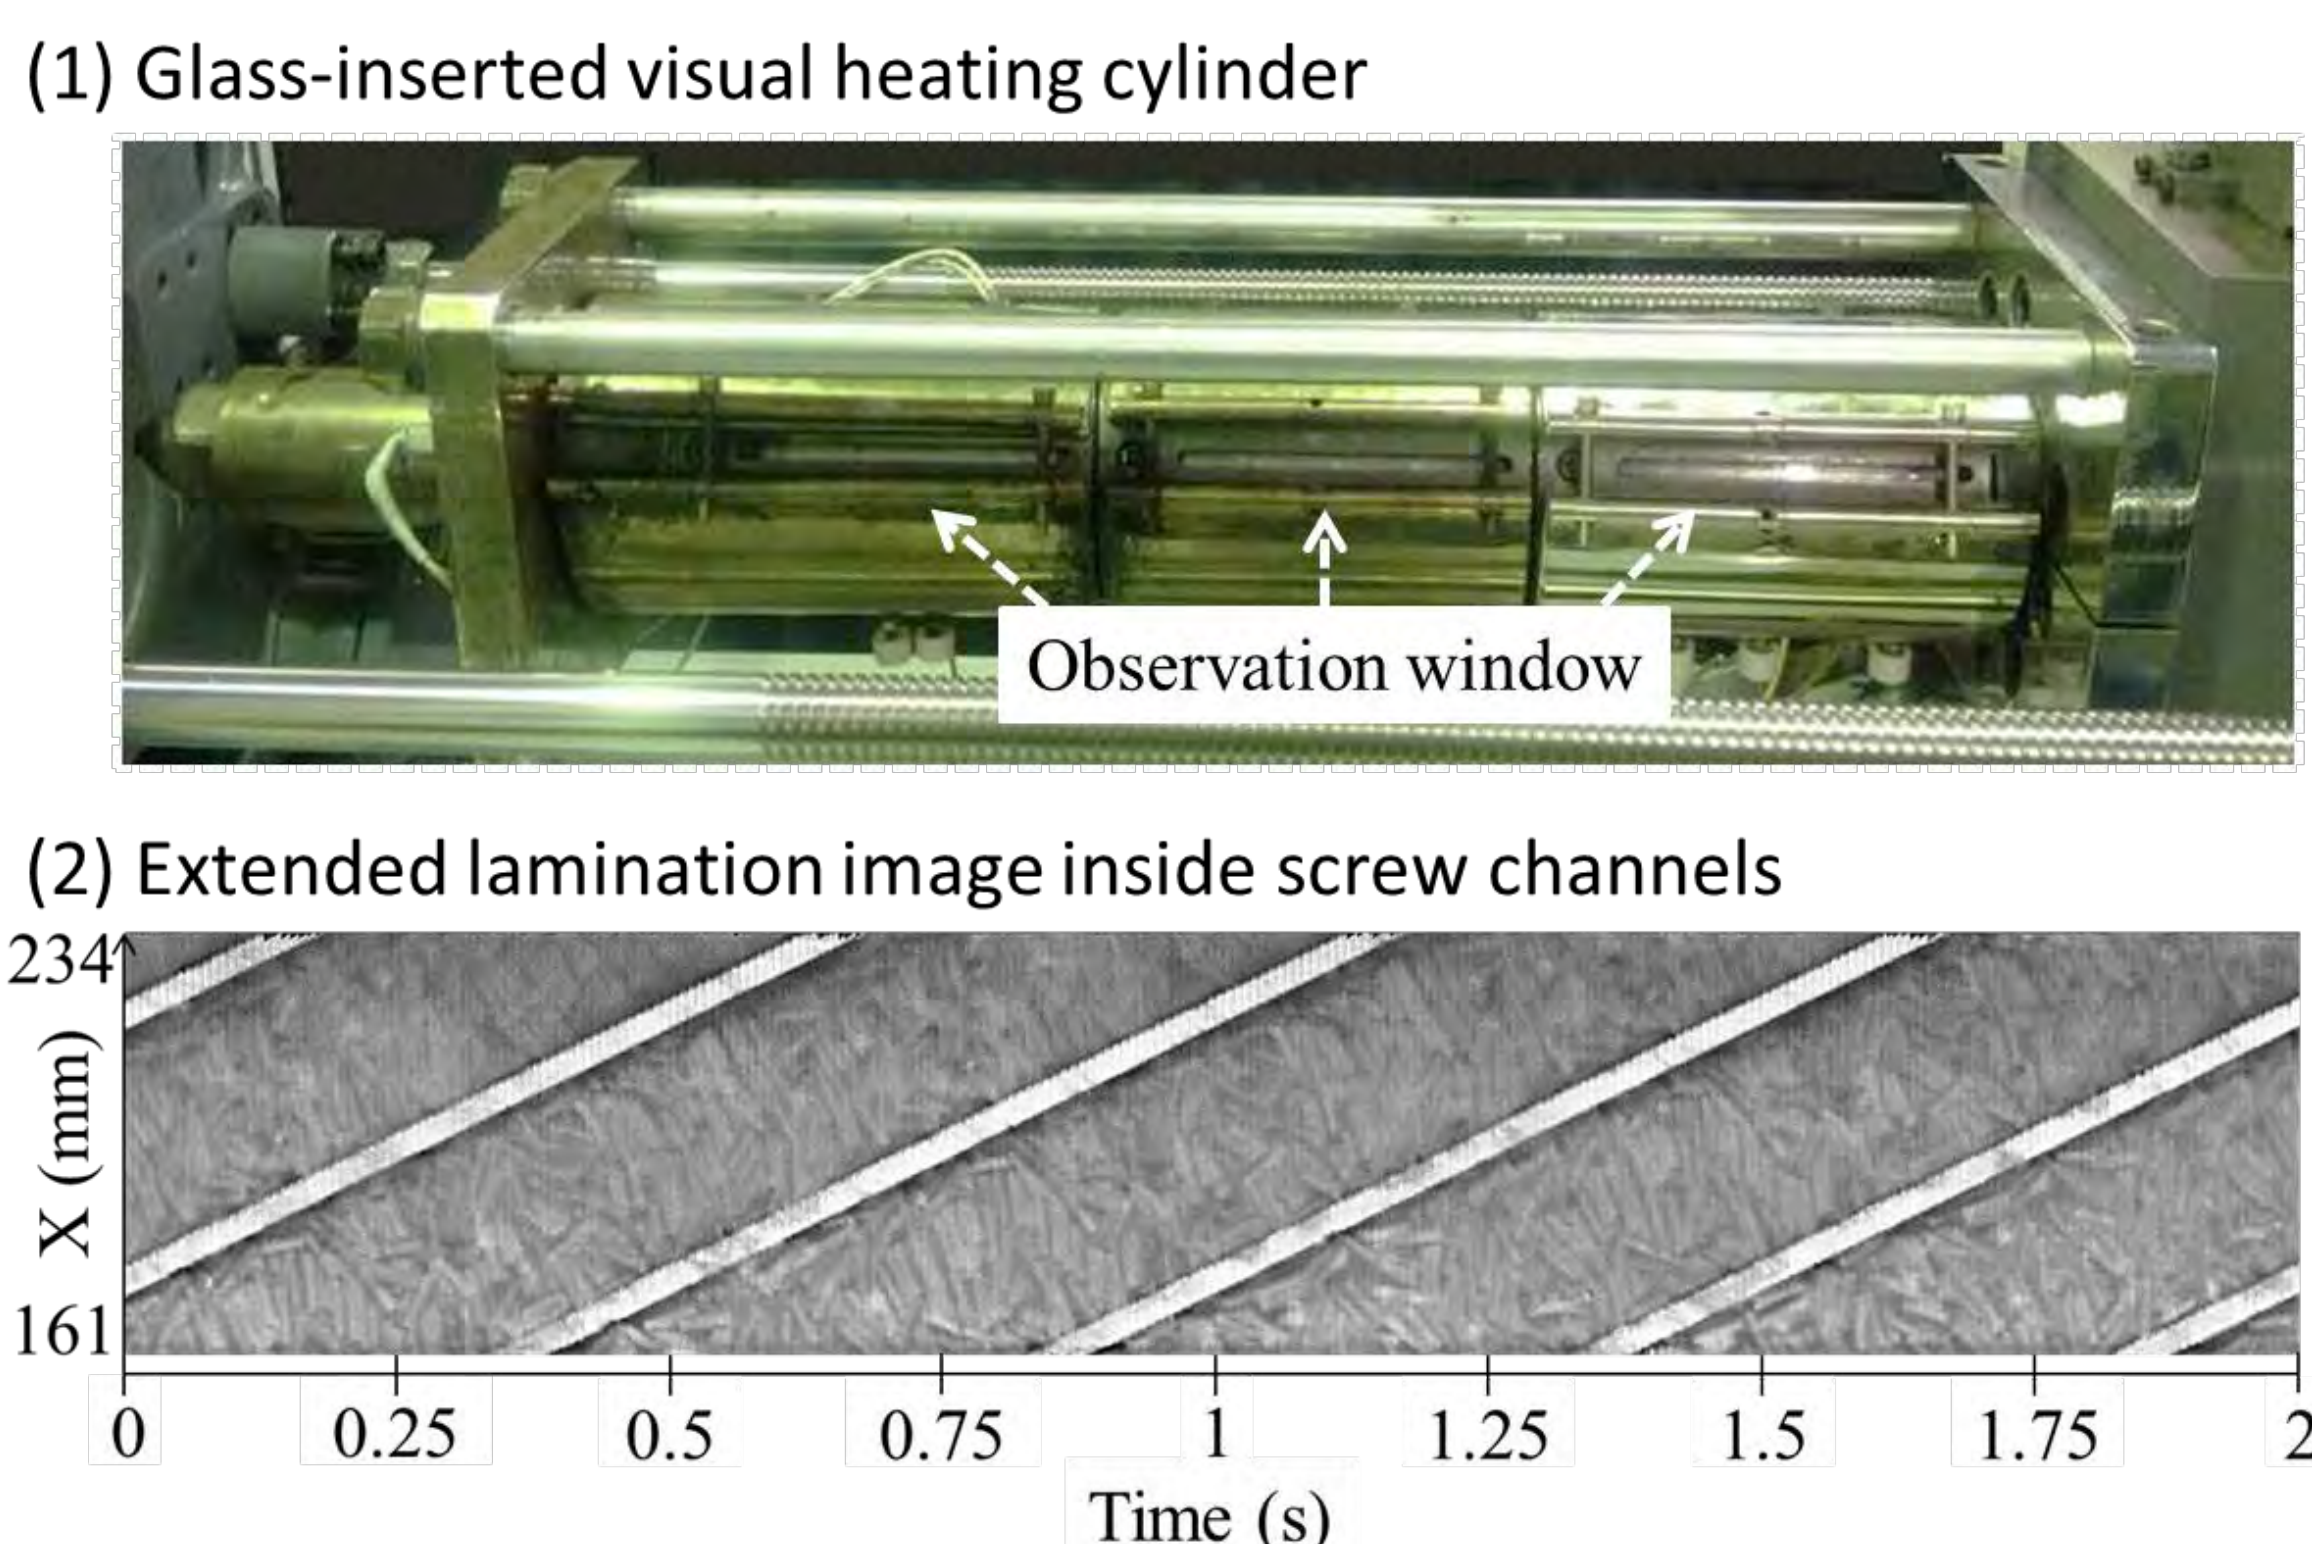 (1) Glass-inserted visual heating cylinder
Observation window
(2) Extended lamination image inside screw channels
234
X (mm)
161
0 0.25 0.5 0.75 1 1.25 1.5 1.75 2
Time (s)